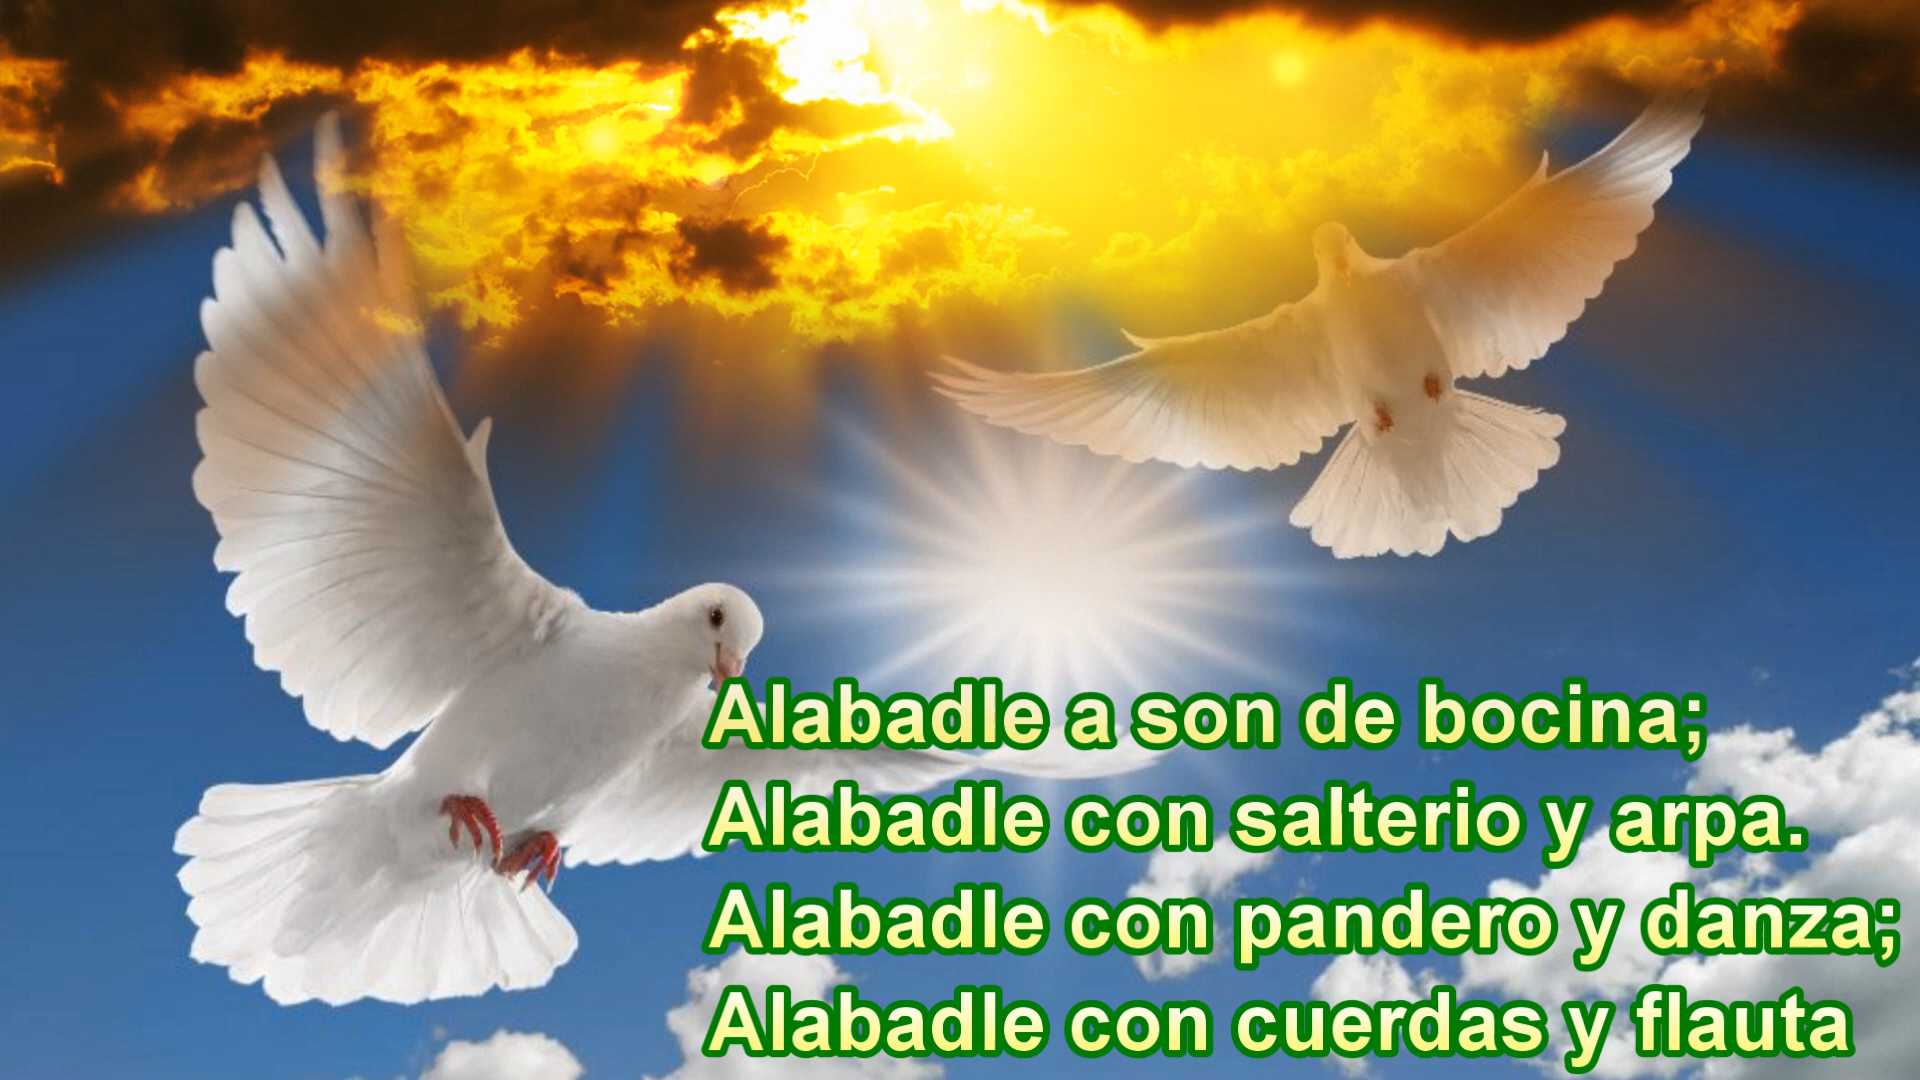 Alabadle a son de bocina;
Alabadle con salterio y arpa.
Alabadle con pandero y danza;
Alabadle con cuerdas y flauta